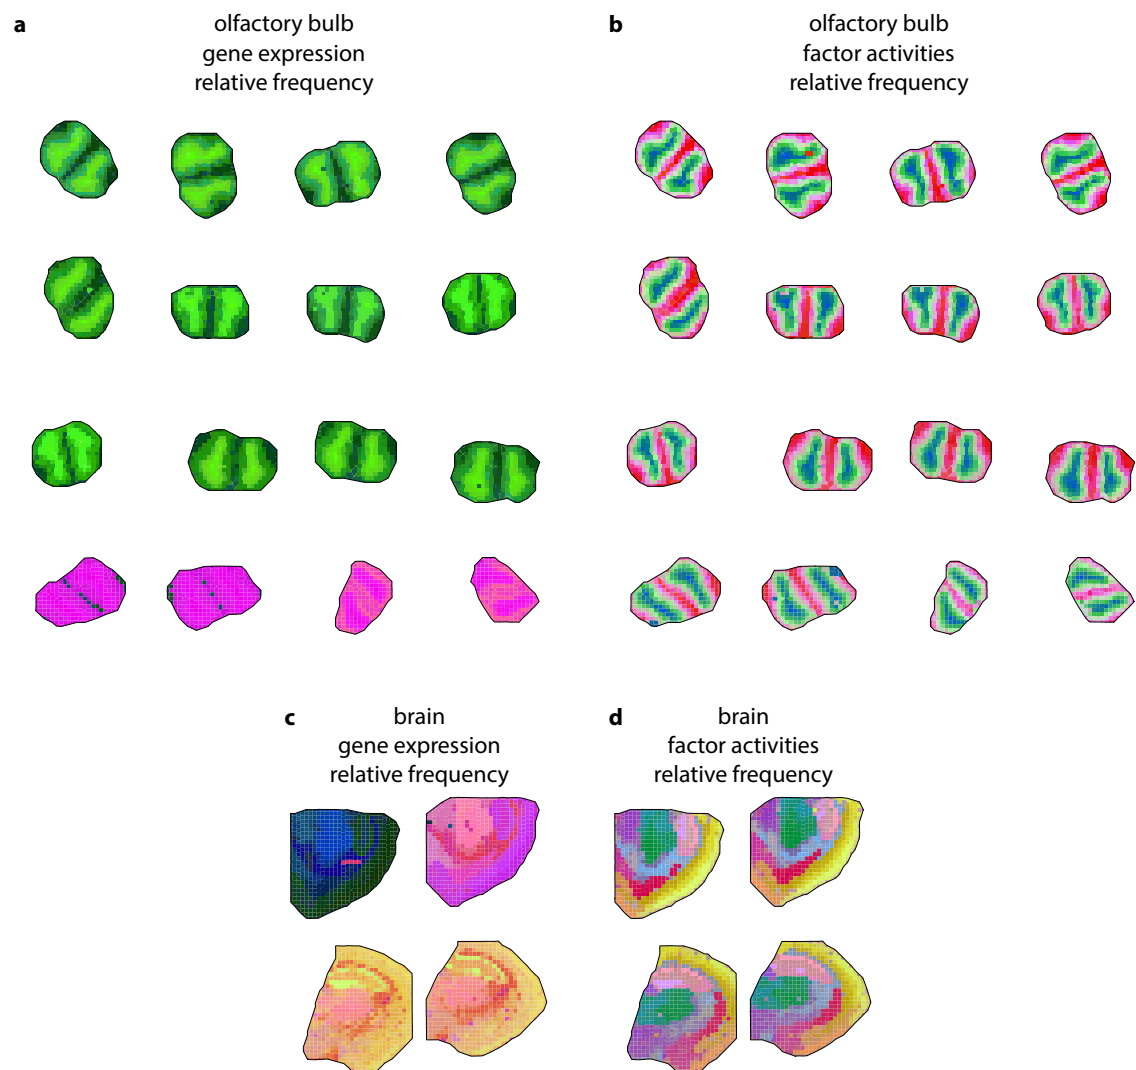 a
olfactory bulb
gene expression
relative frequency
b
olfactory bulb
factor activities
relative frequency
c
brain
gene expression
relative frequency
d
brain
factor activities
relative frequency